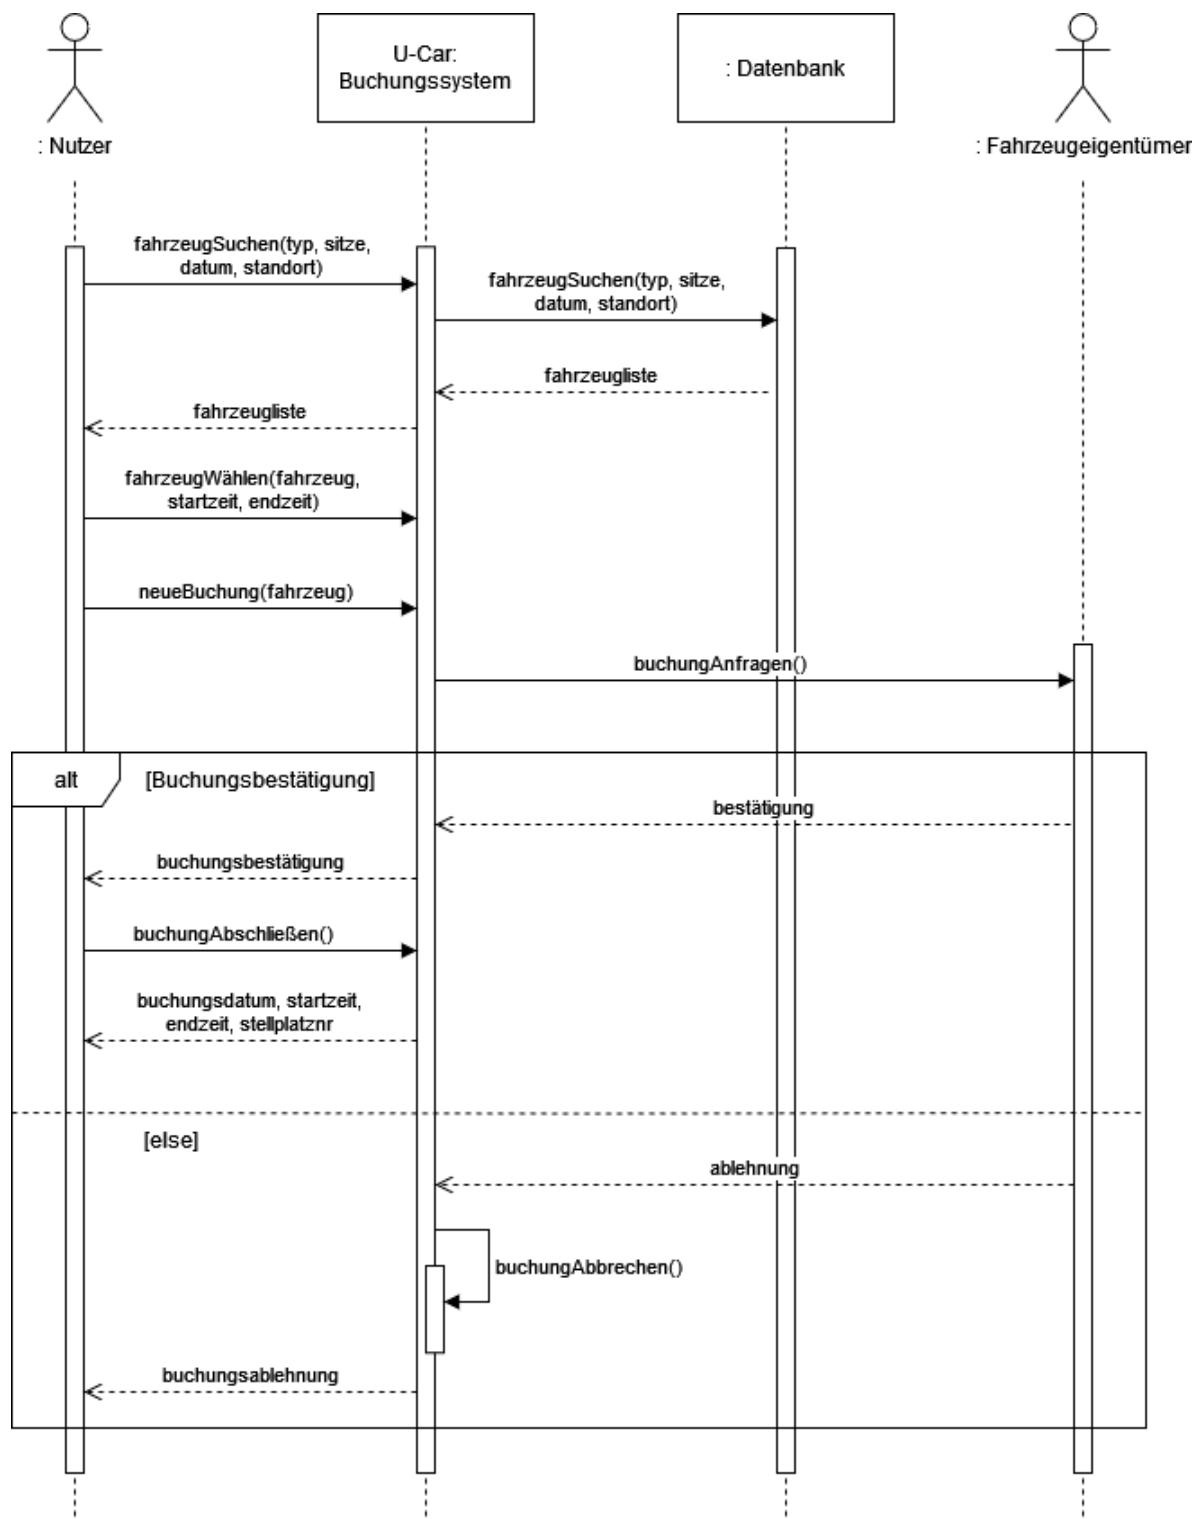 : Nutzer
U-Car:
Buchungssystem
: Datenbank
: Fahrzeugeigentümer
fahrzeugSuchen(typ, sitze,
datum, standort)
fahrzeugSuchen(typ, sitze,
datum, standort)
fahrzeugliste
fahrzeugliste
fahrzeugWählen(fahrzeug,
startzeit, endzeit)
neueBuchung(fahrzeug)
buchungAnfragen()
alt
[Buchungsbestätigung]
bestätigung
buchungsbestätigung
buchungAbschließen()
buchungsdatum, startzeit,
endzeit, stellplatznr
[else]
ablehnung
buchungAbbrechen()
buchungsablehnung